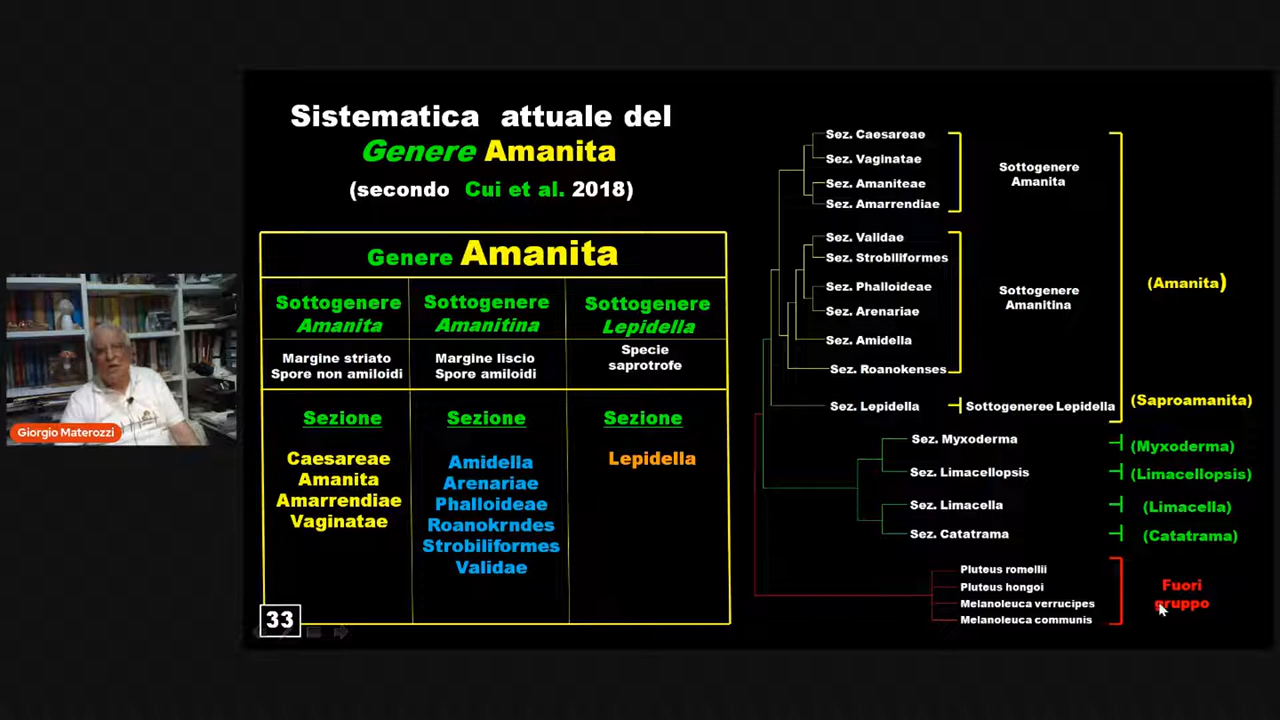 Sistematica attuale del
Genere Amanita
(secondo Cui et al. 2018)
Genere Amanita
Sottogenere
Amanita
Sottogenere
Amanitina
Sottogenere
Lepidella
Margine striato
Spore non amiloidi
Margine liscio
Spore amiloidi
Specie
saprotrofe
Sezione
Caesareae
Amanita
Amarrendiae
Vaginatae
Sezione
Amidella
Arenariae
Phalloideae
Roanokrndes
Strobiliformes
Validae
Sezione
Lepidella
33
Sez. Caesareae
Sez. Vaginatae
Sez. Amaniteae
Sez. Amarrendiae
Sottogenere
Amanita
Sez. Validae
Sez. Strobiliformes
Sez. Phalloideae
Sez. Arenariae
Sez. Amidella
Sez. Roanokenses
Sottogenere
Amanitina
(Amanita)
Sez. Lepidella
Sottogeneree Lepidella
(Saproamanita)
Sez. Myxoderma
(Myxoderma)
Sez. Limacellopsis
(Limacellopsis)
Sez. Limacella
(Limacella)
Sez. Catatrama
(Catatrama)
Pluteus romellii
Pluteus hongoi
Melanoleuca verrucipes
Melanoleuca communis
Fuori
gruppo
Giorgio Materozzi